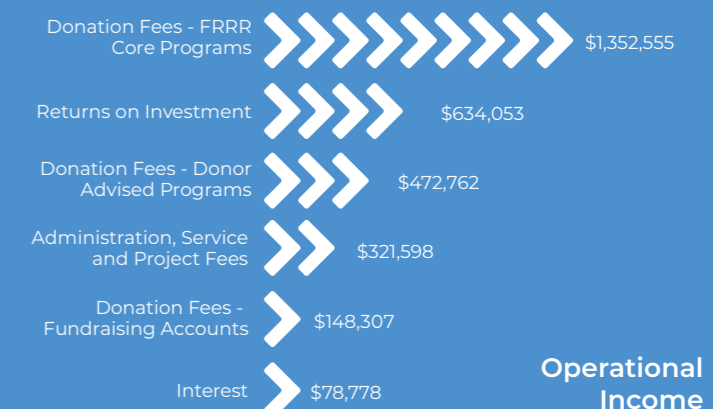 Donation Fees - FRRR
Core Programs
$1,352,555
Returns on Investment
$634,053
Donation Fees - Donor
Advised Programs
$472,762
Administration, Service
and Project Fees
$321,598
Donation Fees -
Fundraising Accounts
$148,307
Interest
$78,778
Operational
Income